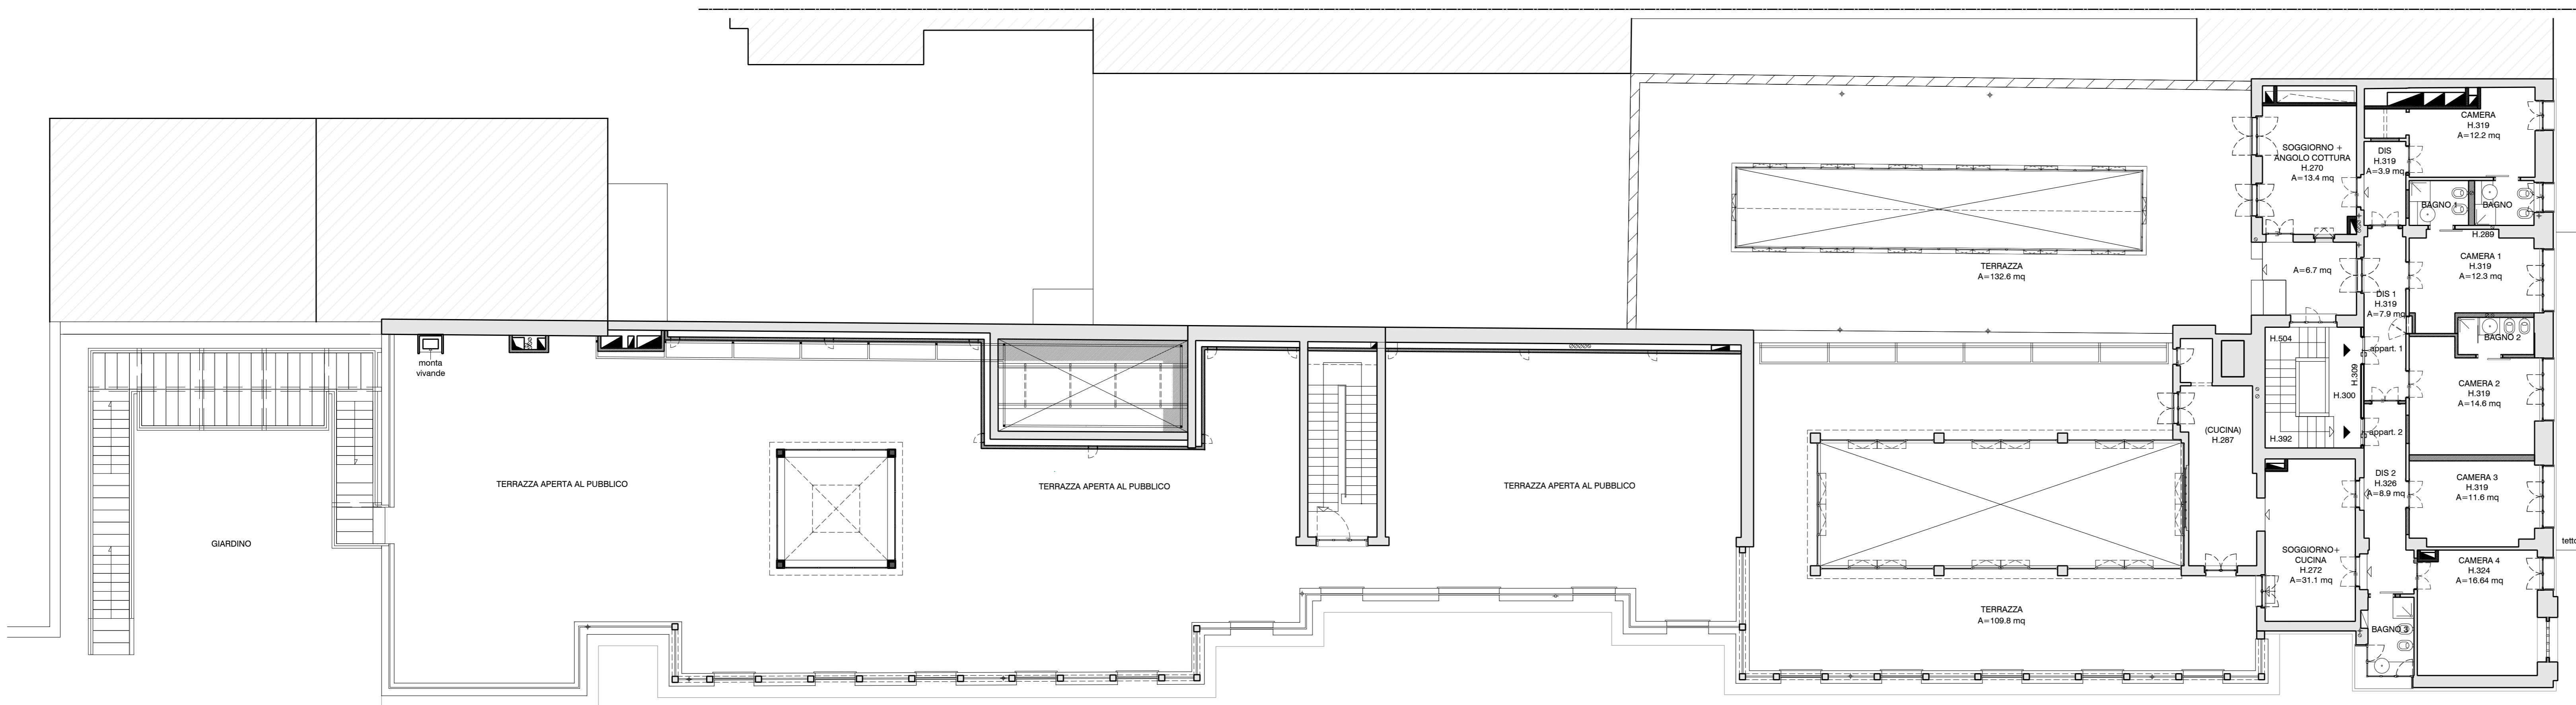 CAMERA
H.319
A=12.2 mq
SOGGIORNO +
ANGOLO COTTURA
H.270
A=13.4 mq
DIS
H.319
A=3.9 mq
BAGNO 1
BAGNO
H.289
CAMERA 1
H.319
A=12.3 mq
A=6.7 mq
TERRAZZA
A=132.6 mq
DIS 1
H.319
A=7.9 mq
BAGNO 2
H.504
appart. 1
H.309
H.300
H.392
appart. 2
CAMERA 2
H.319
A=14.6 mq
monta
vivande
(CUCINA)
H.287
TERRAZZA APERTA AL PUBBLICO
TERRAZZA APERTA AL PUBBLICO
TERRAZZA APERTA AL PUBBLICO
DIS 2
H.326
A=8.9 mq
CAMERA 3
H.319
A=11.6 mq
GIARDINO
tetto
SOGGIORNO+
CUCINA
H.272
A=31.1 mq
CAMERA 4
H.324
A=16.64 mq
TERRAZZA
A=109.8 mq
BAGNO 3